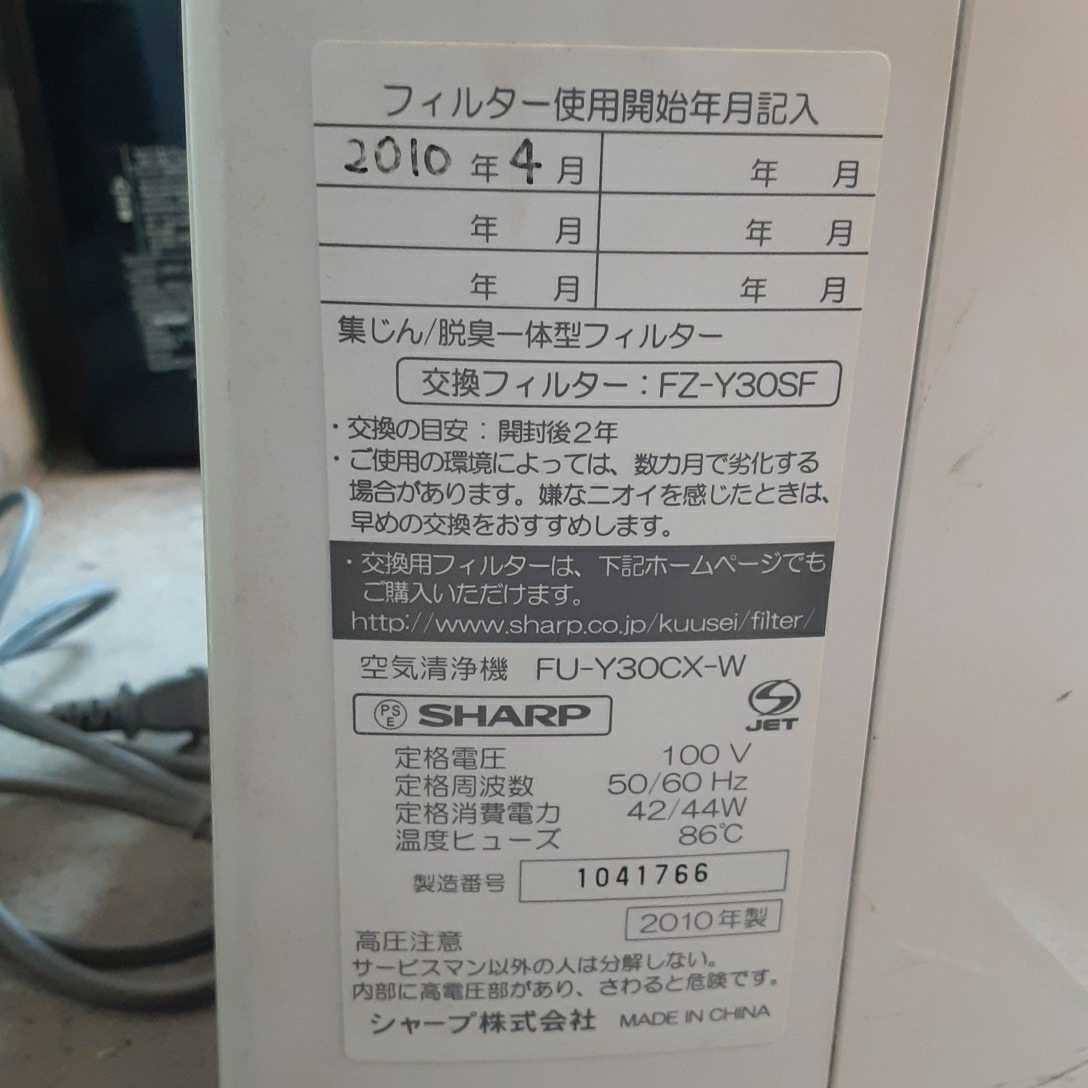 フィルター使用開始年月記入
2010年4月 年 月
年 月 年 月
年 月 年 月
集じん/脱臭一体型フィルター
交換フィルター：FZ-Y30SF
・交換の目安：開封後2年
・ご使用の環境によっては、数カ月で劣化する
場合があります。嫌なニオイを感じたときは、
早めの交換をおすすめします。
・交換用フィルターは、下記ホームページでも
ご購入いただけます。
http://www.sharp.co.jp/kuusei/filter/
空気清浄機 FU-Y30CX-W
PSE SHARP JET
定格電圧 100 V
定格周波数 50/60 Hz
定格消費電力 42/44W
温度ヒューズ 86℃
製造番号 1041766
2010年製
高圧注意
サービスマン以外の人は分解しない。
内部に高電圧部があり、さわると危険です。
シャープ株式会社 MADE IN CHINA